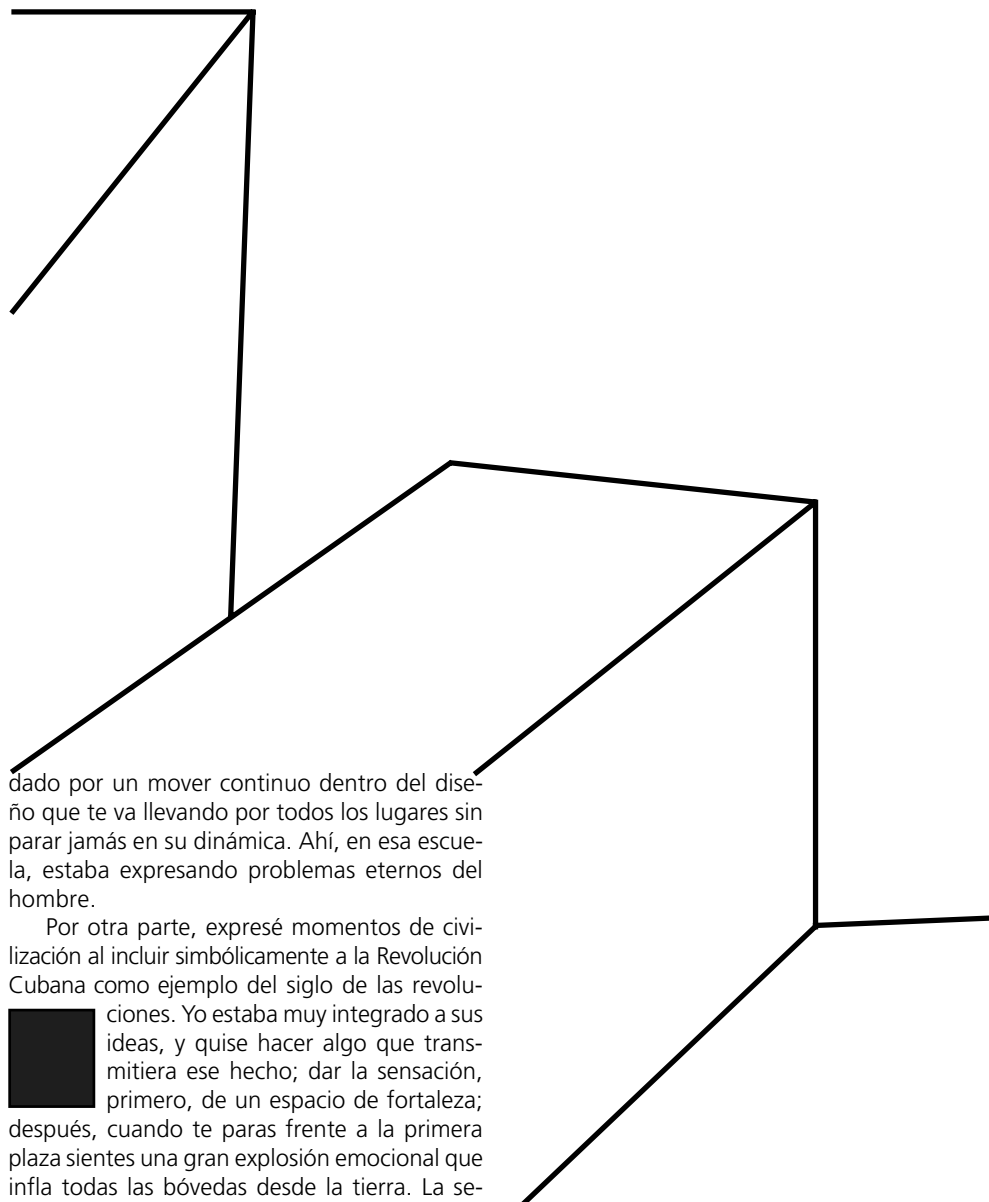 dado por un mover continuo dentro del dise-
ño que te va llevando por todos los lugares sin
parar jamás en su dinámica. Ahí, en esa escue-
la, estaba expresando problemas eternos del
hombre.
Por otra parte, expresé momentos de civi-
lización al incluir simbólicamente a la Revolución
Cubana como ejemplo del siglo de las revolu-
ciones. Yo estaba muy integrado a sus
ideas, y quise hacer algo que trans-
mitiera ese hecho; dar la sensación,
primero, de un espacio de fortaleza;
después, cuando te paras frente a la primera
plaza sientes una gran explosión emocional que
infla todas las bóvedas desde la tierra. La se-